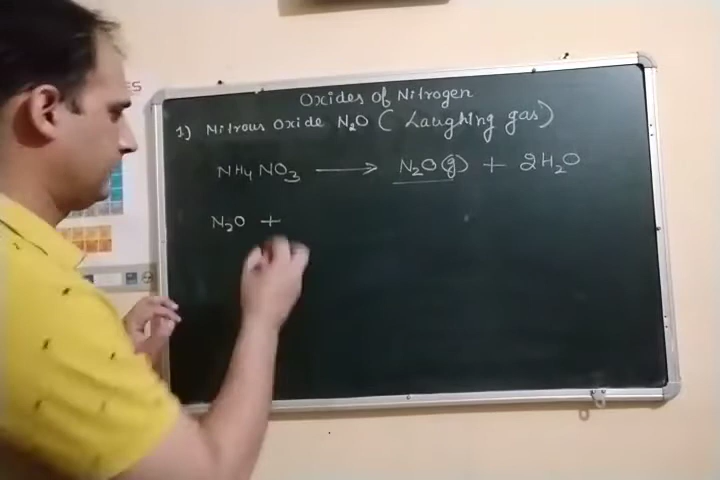 Oxides of Nitrogen
1) Nitrous Oxide N₂O ( Laughing gas )
NH₄NO₃ ⟶ N₂O(g) + 2H₂O
N₂O +